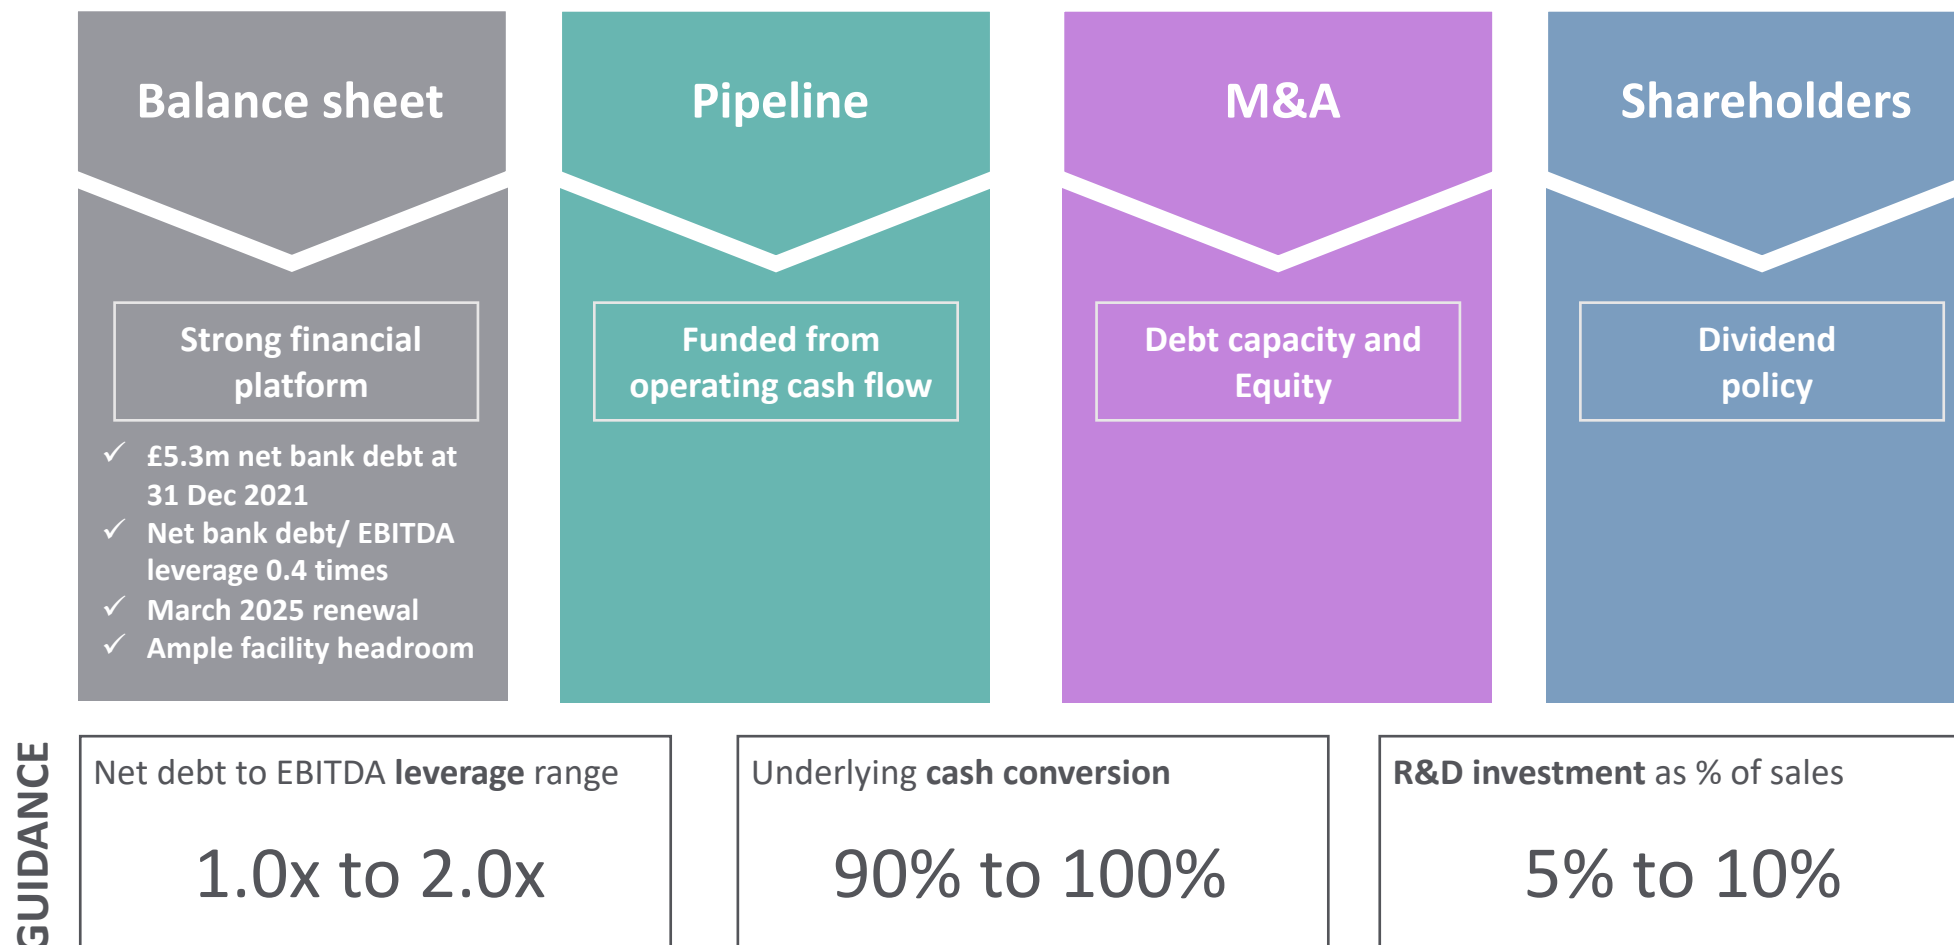 Balance sheet
Pipeline
M&A
Shareholders
Strong financial
platform
Funded from
operating cash flow
Debt capacity and
Equity
Dividend
policy
✓ £5.3m net bank debt at
31 Dec 2021
✓ Net bank debt/ EBITDA
leverage 0.4 times
✓ March 2025 renewal
✓ Ample facility headroom
GUIDANCE
Net debt to EBITDA leverage range
1.0x to 2.0x
Underlying cash conversion
90% to 100%
R&D investment as % of sales
5% to 10%